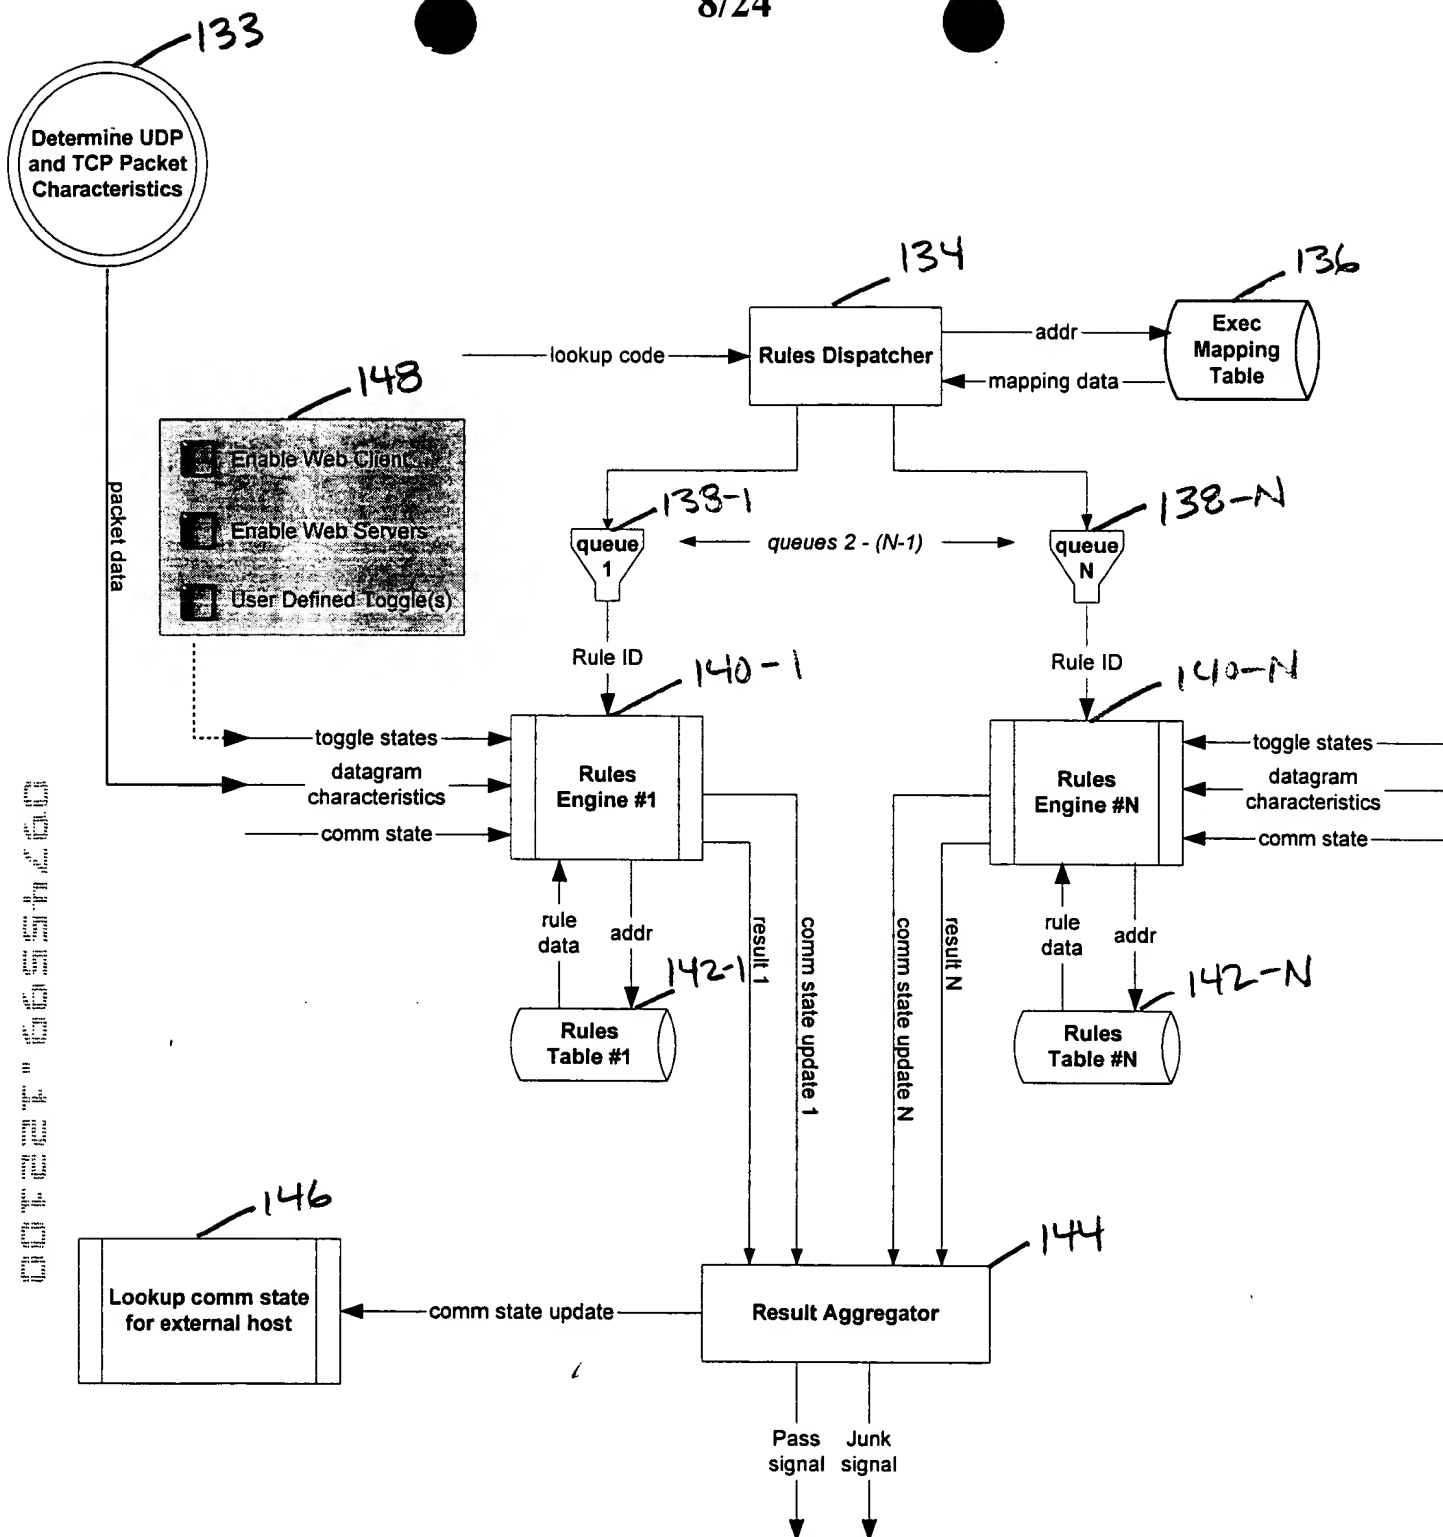 8/24
133
Determine UDP
and TCP Packet
Characteristics
134
136
lookup code
Rules Dispatcher
addr
mapping data
Exec
Mapping
Table
148
Enable Web Client
Enable Web Servers
User Defined Toggle(s)
packet data
138-1
138-N
queue
1
queues 2 - (N-1)
queue
N
Rule ID
Rule ID
140-1
140-N
toggle states
datagram
characteristics
comm state
Rules
Engine #1
Rules
Engine #N
toggle states
datagram
characteristics
comm state
rule
data
addr
result 1
comm state update 1
comm state update N
result N
rule
data
addr
142-1
142-N
Rules
Table #1
Rules
Table #N
09745599.122100
146
144
Lookup comm state
for external host
comm state update
Result Aggregator
Pass
signal
Junk
signal